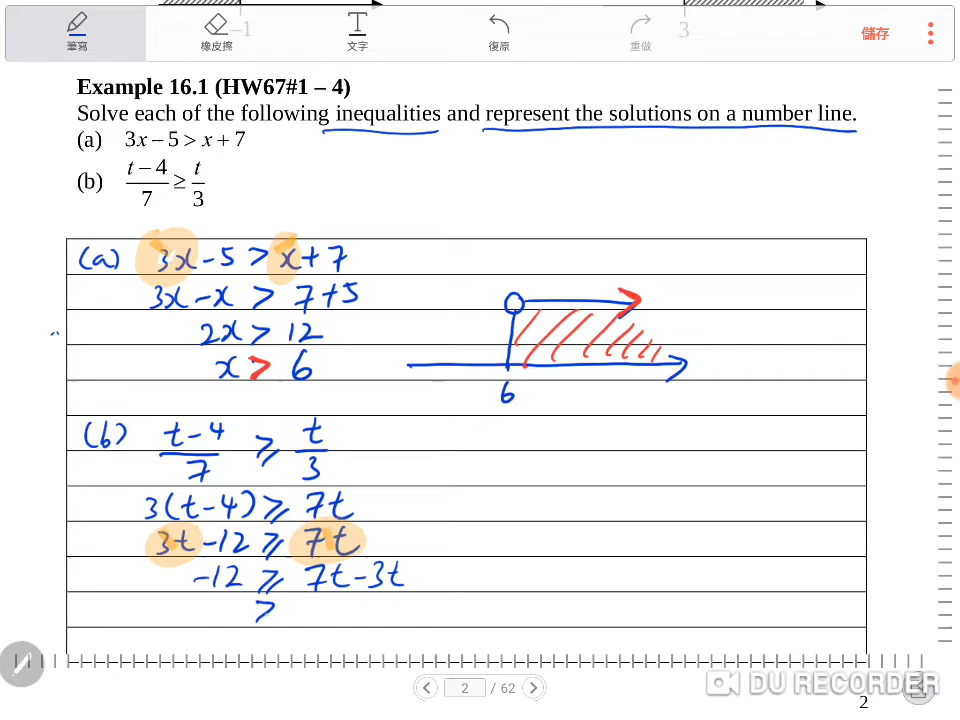 -1
3
筆寫
橡皮擦
文字
復原
重做
儲存
Example 16.1 (HW67#1 – 4)
Solve each of the following inequalities and represent the solutions on a number line.
(a) 3x − 5 > x + 7
(b) (t − 4)/7 ≥ t/3
(a) 3x − 5 > x + 7
3x − x > 7 + 5
2x > 12
x > 6
6
(b) (t − 4)/7 ⩾ t/3
3(t − 4) ⩾ 7t
3t − 12 ⩾ 7t
−12 ⩾ 7t − 3t
>
2 / 62
DU RECORDER
2